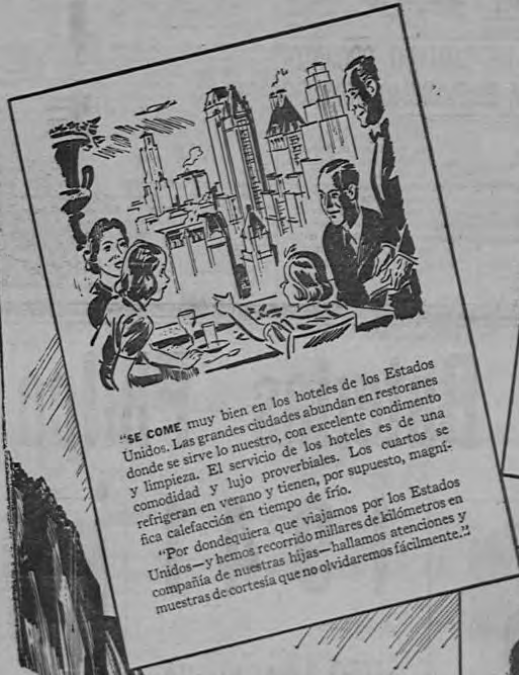 "SE COME muy bien en los hoteles de los Estados
Unidos. Las grandes ciudades abundan en restoranes
donde se sirve lo nuestro, con excelente condimento
y limpieza. El servicio de los hoteles es de una
comodidad y lujo proverbiales. Los cuartos se
refrigeran en verano y tienen, por supuesto, magní-
fica calefacción en tiempo de frío.
"Por dondequiera que viajamos por los Estados
Unidos—y hemos recorrido millares de kilómetros en
compañía de nuestras hijas—hallamos atenciones y
muestras de cortesía que no olvidaremos fácilmente."